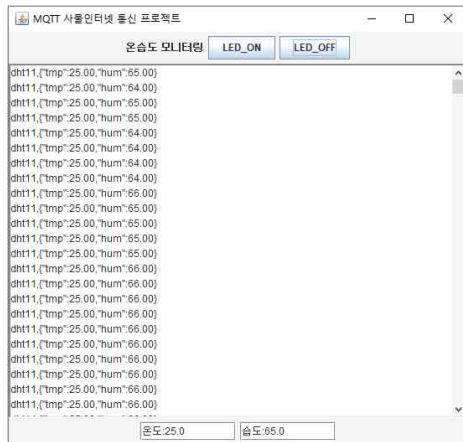 MQTT 사물인터넷 통신 프로젝트
온습도 모니터링 LED_ON LED_OFF
dht11,{"tmp":25.00,"hum":65.00}
dht11,{"tmp":25.00,"hum":64.00}
dht11,{"tmp":25.00,"hum":65.00}
dht11,{"tmp":25.00,"hum":65.00}
dht11,{"tmp":25.00,"hum":64.00}
dht11,{"tmp":25.00,"hum":64.00}
dht11,{"tmp":25.00,"hum":64.00}
dht11,{"tmp":25.00,"hum":64.00}
dht11,{"tmp":25.00,"hum":66.00}
dht11,{"tmp":25.00,"hum":65.00}
dht11,{"tmp":25.00,"hum":65.00}
dht11,{"tmp":25.00,"hum":65.00}
dht11,{"tmp":25.00,"hum":65.00}
dht11,{"tmp":25.00,"hum":66.00}
dht11,{"tmp":25.00,"hum":66.00}
dht11,{"tmp":25.00,"hum":66.00}
dht11,{"tmp":25.00,"hum":66.00}
dht11,{"tmp":25.00,"hum":66.00}
dht11,{"tmp":25.00,"hum":66.00}
dht11,{"tmp":25.00,"hum":66.00}
dht11,{"tmp":25.00,"hum":66.00}
dht11,{"tmp":25.00,"hum":66.00}
dht11,{"tmp":25.00,"hum":66.00}
온도:25.0 습도:65.0